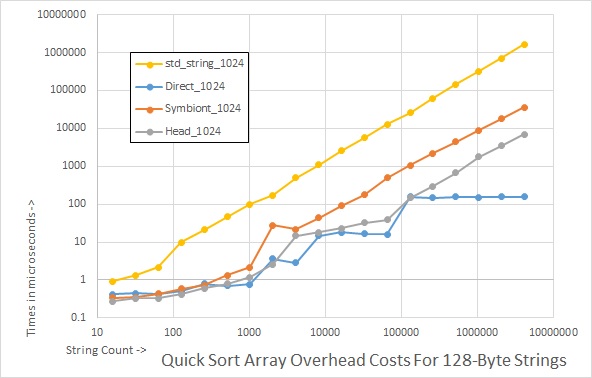 10000000
1000000
100000
10000
1000
100
10
1
0.1
std_string_1024
Direct_1024
Symbiont_1024
Head_1024
Times in microseconds ->
10 100 1000 10000 100000 1000000 10000000
String Count ->
Quick Sort Array Overhead Costs For 128-Byte Strings